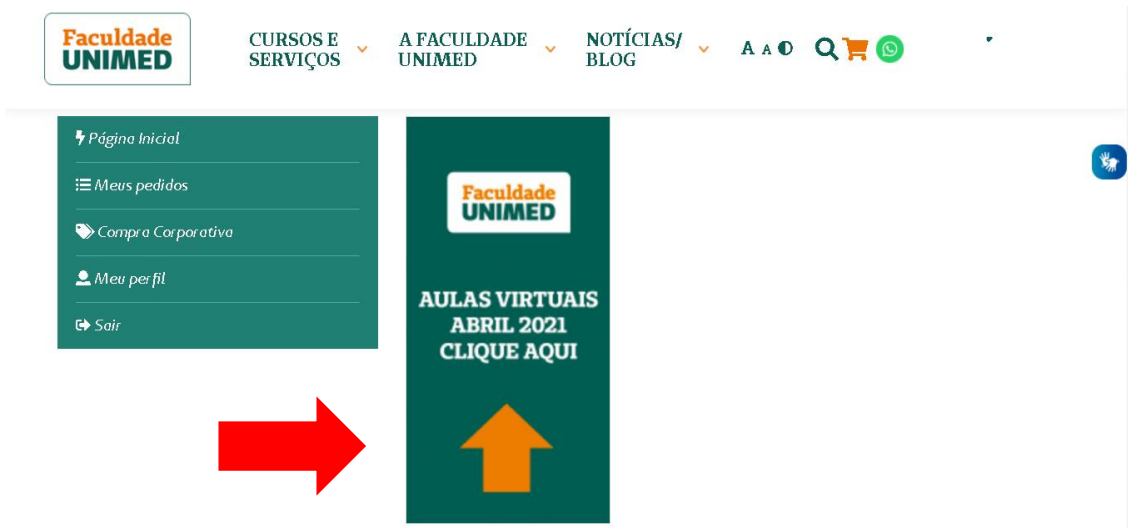 Faculdade
UNIMED
CURSOS E
SERVIÇOS
A FACULDADE
UNIMED
NOTÍCIAS/
BLOG
A A
Página Inicial
Meus pedidos
Compra Corporativa
Meu perfil
Sair
Faculdade
UNIMED
AULAS VIRTUAIS
ABRIL 2021
CLIQUE AQUI